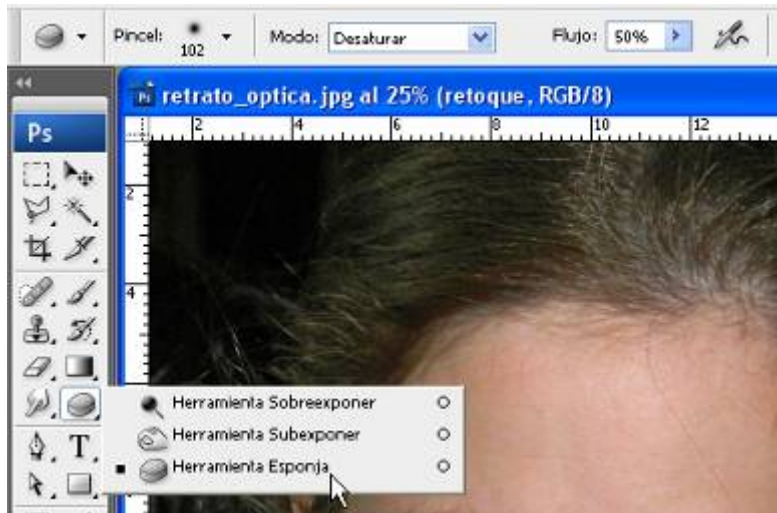 Pincel: 102 Modo: Desaturar Flujo: 50%
retrato_optica.jpg al 25% (retoque, RGB/8)
Ps
2 4 6 8 10 12
2
4
Herramienta Sobreexponer O
Herramienta Subexponer O
Herramienta Esponja O
T